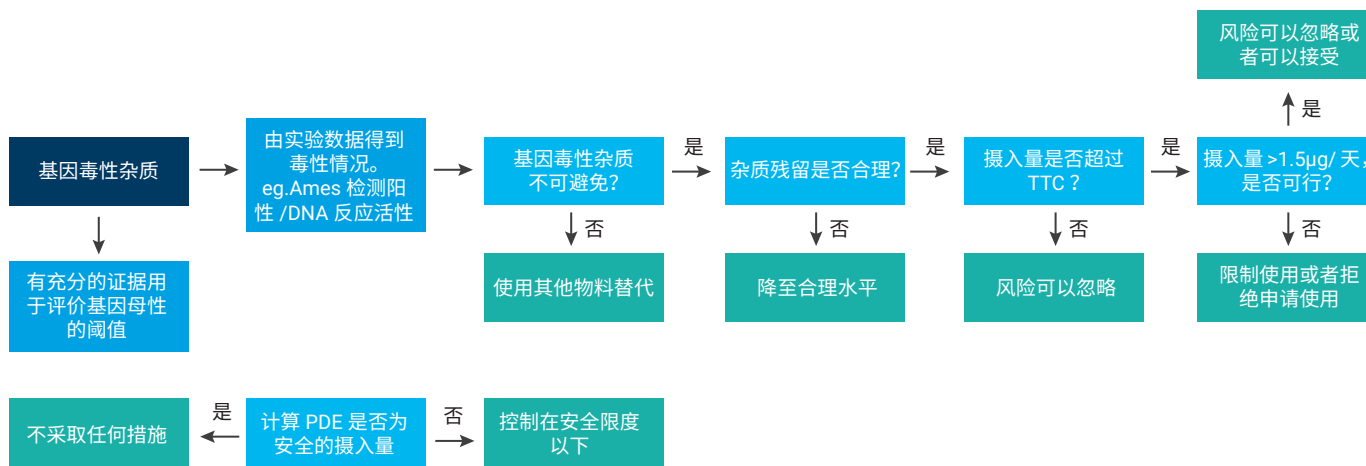 风险可以忽略或
者可以接受
是
基因毒性杂质
由实验数据得到
毒性情况。
eg.Ames 检测阳
性 /DNA 反应活性
基因毒性杂质
不可避免？
是
杂质残留是否合理？
是
摄入量是否超过
TTC ？
是
摄入量 >1.5µg/ 天，
是否可行？
否
否
否
否
有充分的证据用
于评价基因母性
的阈值
使用其他物料替代
降至合理水平
风险可以忽略
限制使用或者拒
绝申请使用
不采取任何措施
是
计算 PDE 是否为
安全的摄入量
否
控制在安全限度
以下